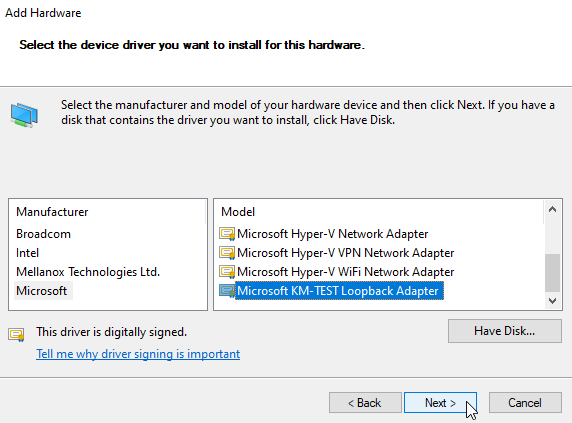 Add Hardware
Select the device driver you want to install for this hardware.
Select the manufacturer and model of your hardware device and then click Next. If you have a
disk that contains the driver you want to install, click Have Disk.
Manufacturer
Broadcom
Intel
Mellanox Technologies Ltd.
Microsoft
Model
Microsoft Hyper-V Network Adapter
Microsoft Hyper-V VPN Network Adapter
Microsoft Hyper-V WiFi Network Adapter
Microsoft KM-TEST Loopback Adapter
This driver is digitally signed.
Tell me why driver signing is important
Have Disk...
< Back
Next >
Cancel